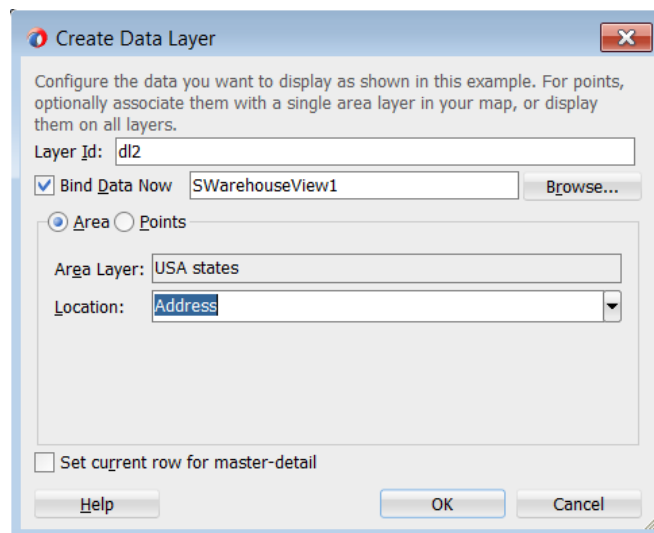 Create Data Layer
Configure the data you want to display as shown in this example. For points,
optionally associate them with a single area layer in your map, or display
them on all layers.
Layer Id: dl2
Bind Data Now SWarehouseView1 Browse...
Area Points
Area Layer: USA states
Location: Address
Set current row for master-detail
Help OK Cancel